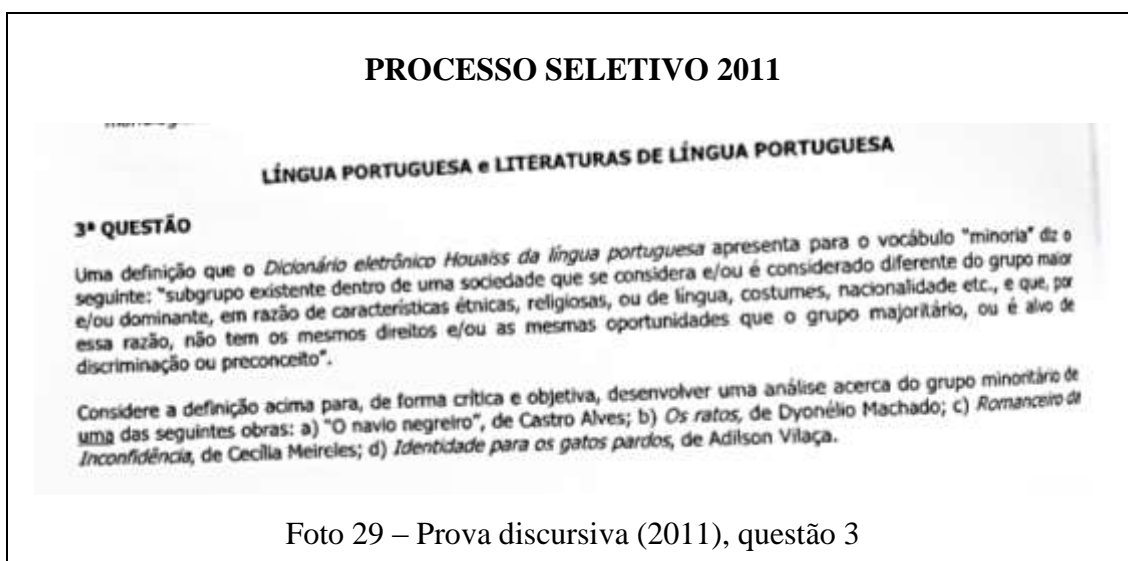 PROCESSO SELETIVO 2011
LÍNGUA PORTUGUESA e LITERATURAS DE LÍNGUA PORTUGUESA
3ª QUESTÃO
Uma definição que o Dicionário eletrônico Houaiss da língua portuguesa apresenta para o vocábulo "minoria" diz o
seguinte: "subgrupo existente dentro de uma sociedade que se considera e/ou é considerado diferente do grupo maior
e/ou dominante, em razão de características étnicas, religiosas, ou de língua, costumes, nacionalidade etc., e que, por
essa razão, não tem os mesmos direitos e/ou as mesmas oportunidades que o grupo majoritário, ou é alvo de
discriminação ou preconceito".
Considere a definição acima para, de forma crítica e objetiva, desenvolver uma análise acerca do grupo minoritário de
uma das seguintes obras: a) "O navio negreiro", de Castro Alves; b) Os ratos, de Dyonélio Machado; c) Romanceiro da
Inconfidência, de Cecília Meireles; d) Identidade para os gatos pardos, de Adilson Vilaça.
Foto 29 – Prova discursiva (2011), questão 3